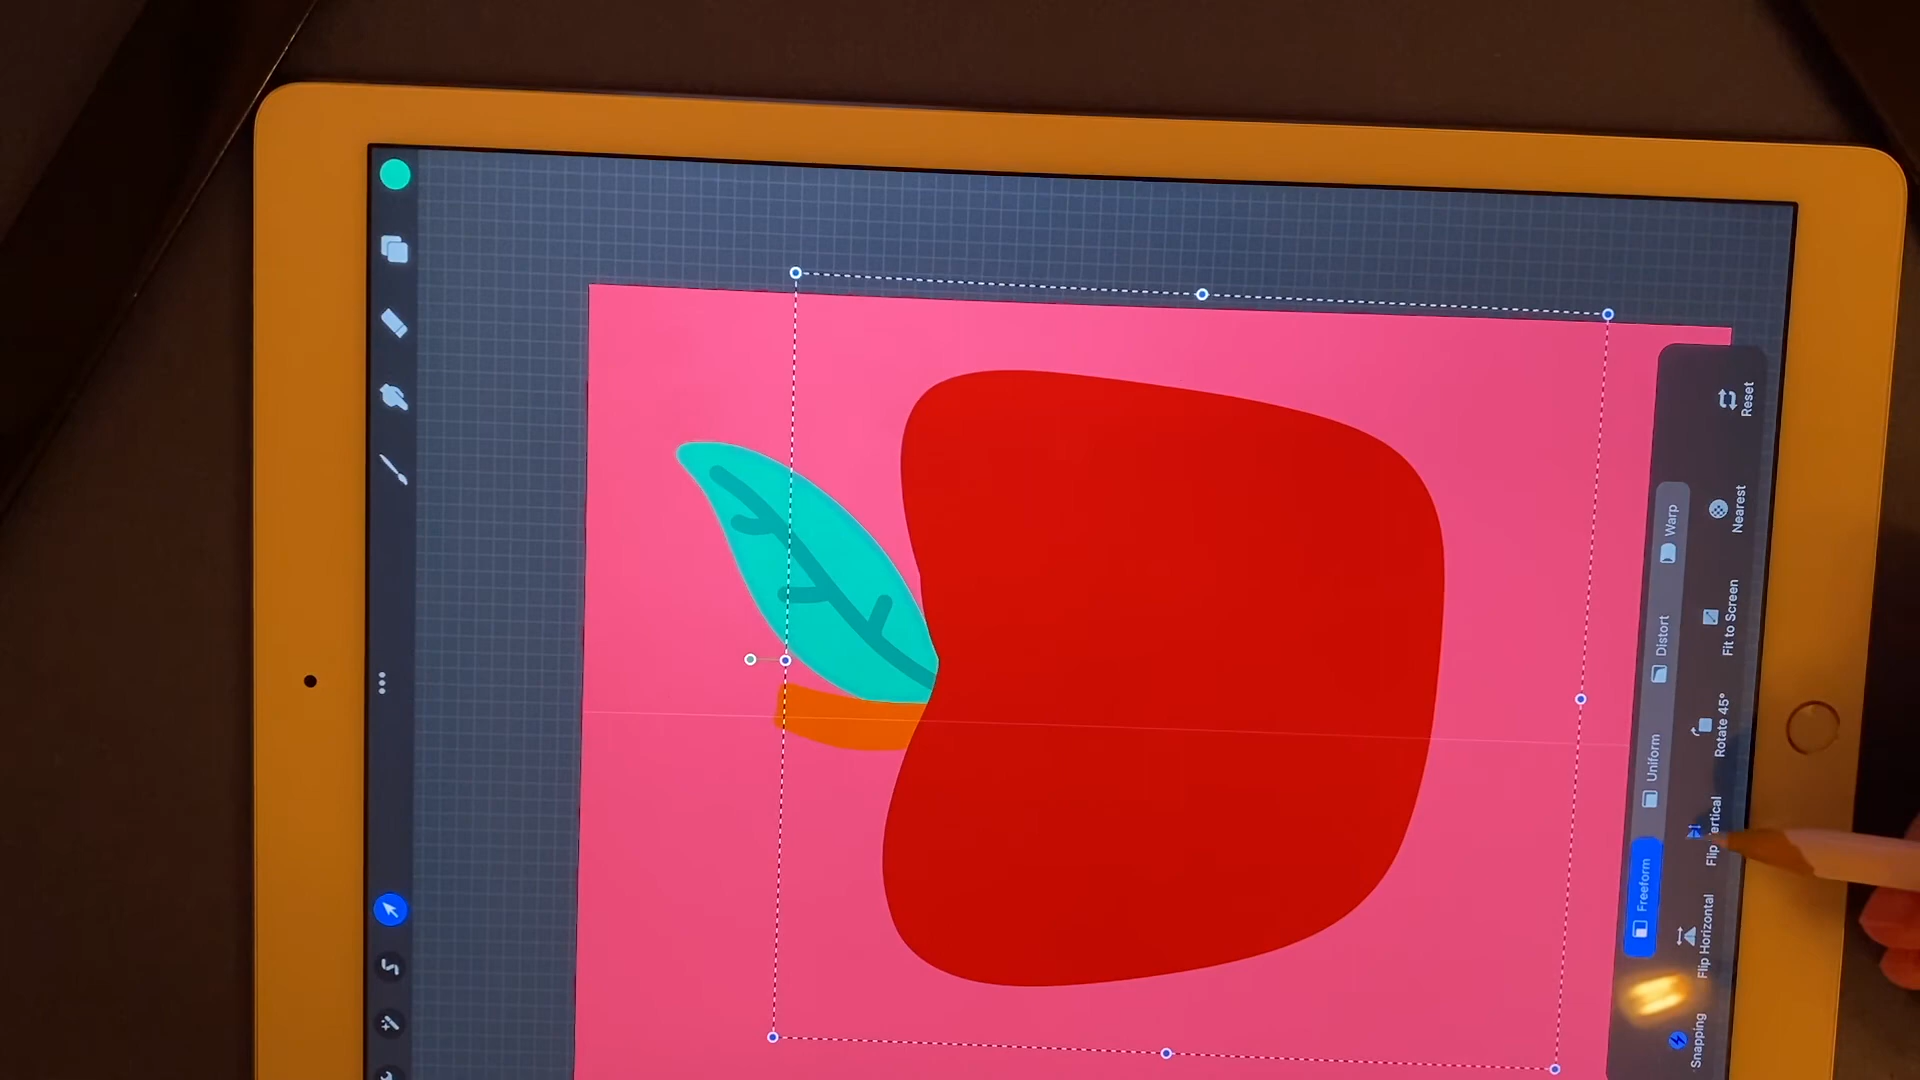 Freeform
Uniform
Distort
Warp
Snapping
Flip Horizontal
Flip
Rotate 45°
Fit to Screen
Nearest
Reset